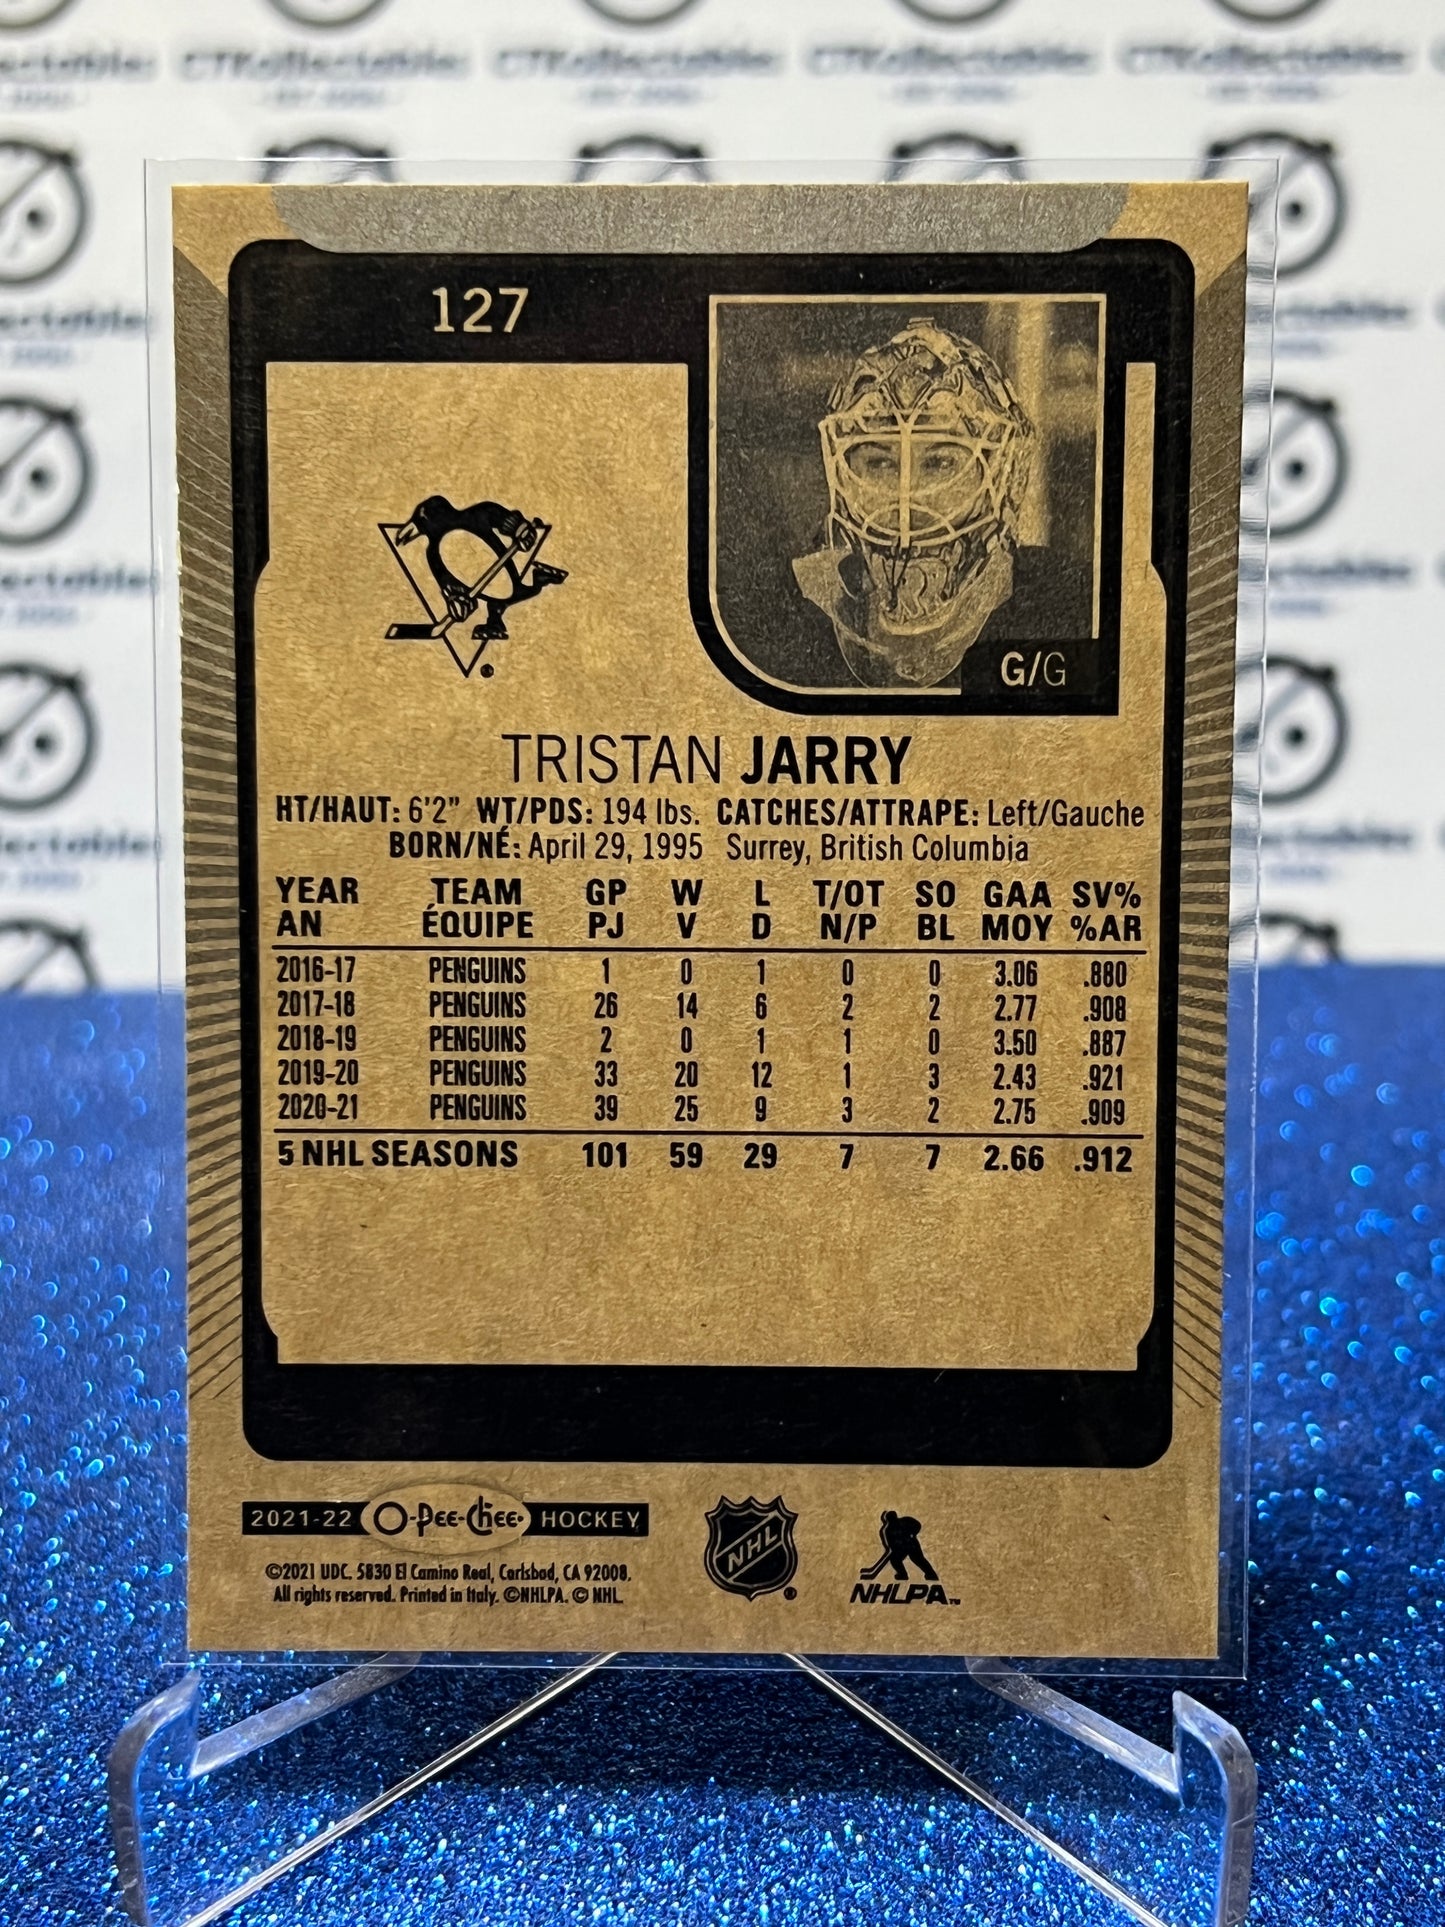 127
G/G
TRISTAN JARRY
HT/HAUT: 6'2" WT/PDS: 194 lbs. CATCHES/ATTRAPE: Left/Gauche
BORN/NÉ: April 29, 1995 Surrey, British Columbia
YEAR TEAM GP W L T/OT SO GAA SV%
AN ÉQUIPE PJ V D N/P BL MOY %AR
2016-17 PENGUINS 1 0 1 0 0 3.06 .880
2017-18 PENGUINS 26 14 6 2 2 2.77 .908
2018-19 PENGUINS 2 0 1 1 0 3.50 .887
2019-20 PENGUINS 33 20 12 1 3 2.43 .921
2020-21 PENGUINS 39 25 9 3 2 2.75 .909
5 NHL SEASONS 101 59 29 7 7 2.66 .912
2021-22 O-Pee-Chee HOCKEY
©2021 UDC. 5830 El Camino Real, Carlsbad, CA 92008.
All rights reserved. Printed in Italy. ©NHLPA. © NHL.
NHL ®
NHLPA™